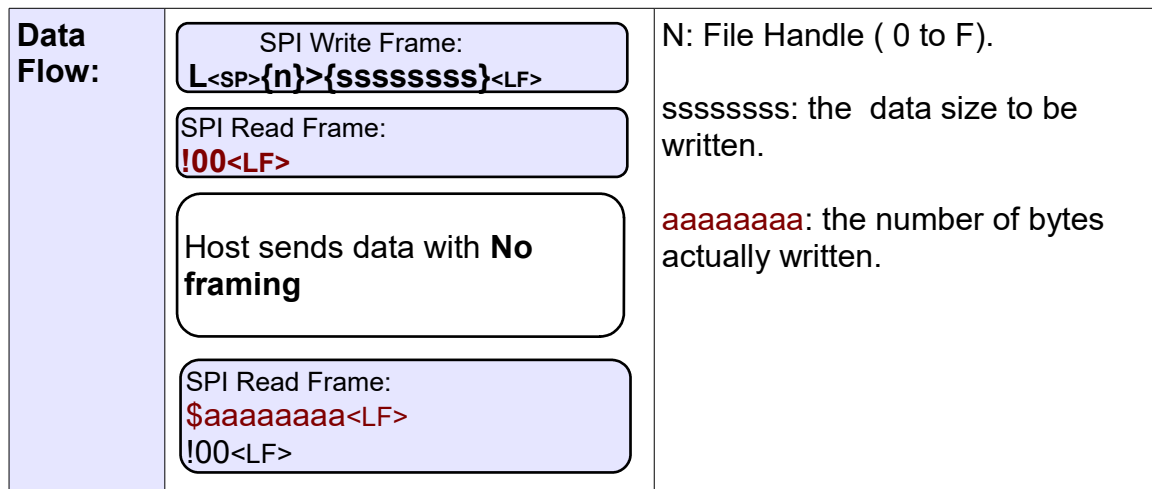 Data
Flow:
SPI Write Frame:
L<SP>{n}>{ssssssss}<LF>
SPI Read Frame:
!00<LF>
Host sends data with No
framing
SPI Read Frame:
$aaaaaaaa<LF>
!00<LF>
N: File Handle ( 0 to F).
ssssssss: the  data size to be
written.
aaaaaaaa: the number of bytes
actually written.